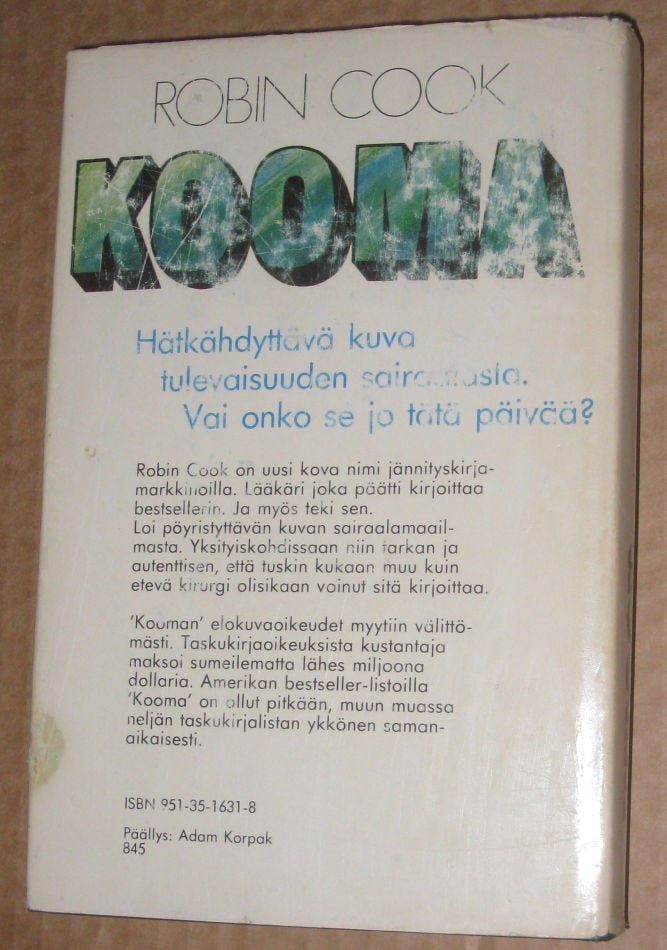 ROBIN COOK
KOOMA
Hätkähdyttävä kuva
tulevaisuuden sairaalasta.
Vai onko se jo tätä päivää?
Robin Cook on uusi kova nimi jännityskirja-
markkinoilla. Lääkäri joka päätti kirjoittaa
bestsellerin. Ja myös teki sen.
Loi pöyristyttävän kuvan sairaalamaail-
masta. Yksityiskohdissaan niin tarkan ja
autenttisen, että tuskin kukaan muu kuin
etevä kirurgi olisikaan voinut sitä kirjoittaa.
'Kooman' elokuvaoikeudet myytiin välittö-
mästi. Taskukirjaoikeuksista kustantaja
maksoi sumeilematta lähes miljoona
dollaria. Amerikan bestseller-listoilla
'Kooma' on ollut pitkään, muun muassa
neljän taskukirjalistan ykkönen saman-
aikaisesti.
ISBN 951-35-1631-8
Päällys: Adam Korpak
845